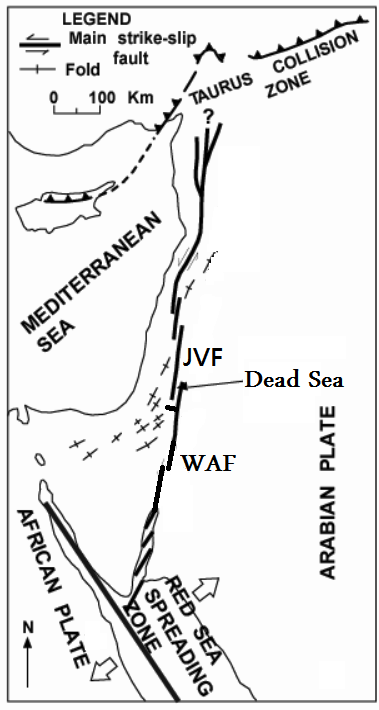 LEGEND
Main strike-slip
fault
Fold
0 100 Km
TAURUS
COLLISION
ZONE
?
MEDITERRANEAN
SEA
JVF
Dead Sea
WAF
ARABIAN PLATE
AFRICAN PLATE
RED SEA
SPREADING
ZONE
N